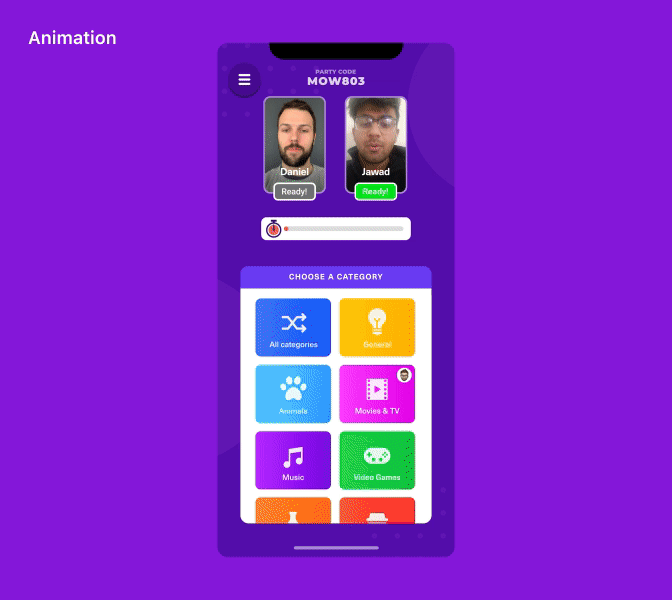 Animation
PARTY CODE
MOW803
Daniel
Jawad
Ready!
Ready!
CHOOSE A CATEGORY
All categories
General
Animals
Movies & TV
Music
Video Games